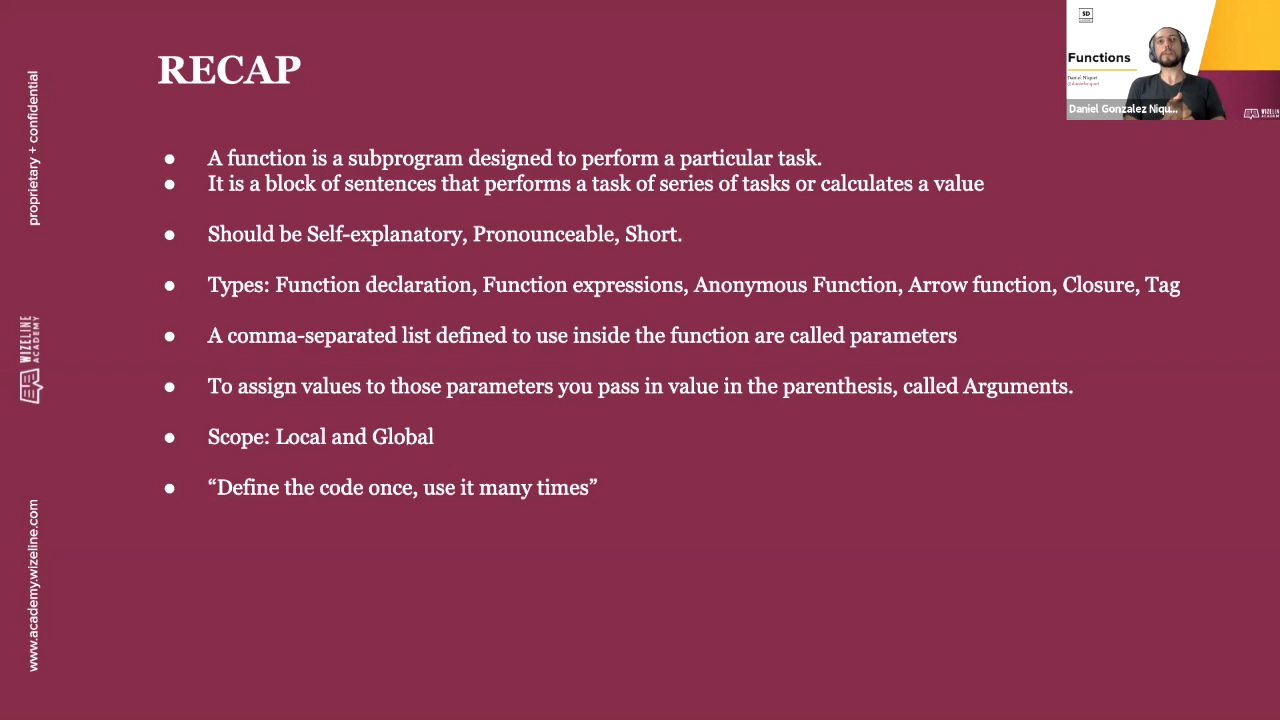 RECAP
A function is a subprogram designed to perform a particular task.
It is a block of sentences that performs a task of series of tasks or calculates a value
Should be Self-explanatory, Pronounceable, Short.
Types: Function declaration, Function expressions, Anonymous Function, Arrow function, Closure, Tag
A comma-separated list defined to use inside the function are called parameters
To assign values to those parameters you pass in value in the parenthesis, called Arguments.
Scope: Local and Global
“Define the code once, use it many times”
proprietary + confidential
WIZELINE
ACADEMY
www.academy.wizeline.com
SD
Functions
Daniel Niquet
Daniel Gonzalez Niqu...
WIZELINE